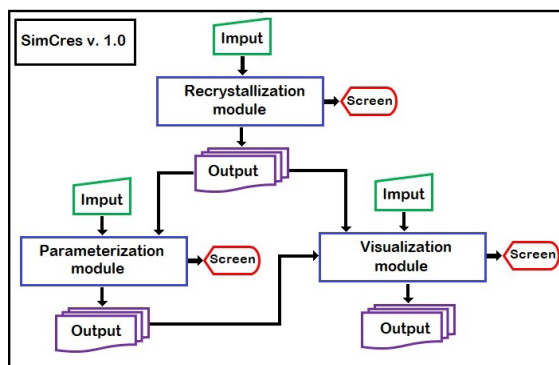 SimCres v. 1.0
Imput
Recrystallization
module
Screen
Output
Imput
Imput
Parameterization
module
Screen
Visualization
module
Screen
Output
Output